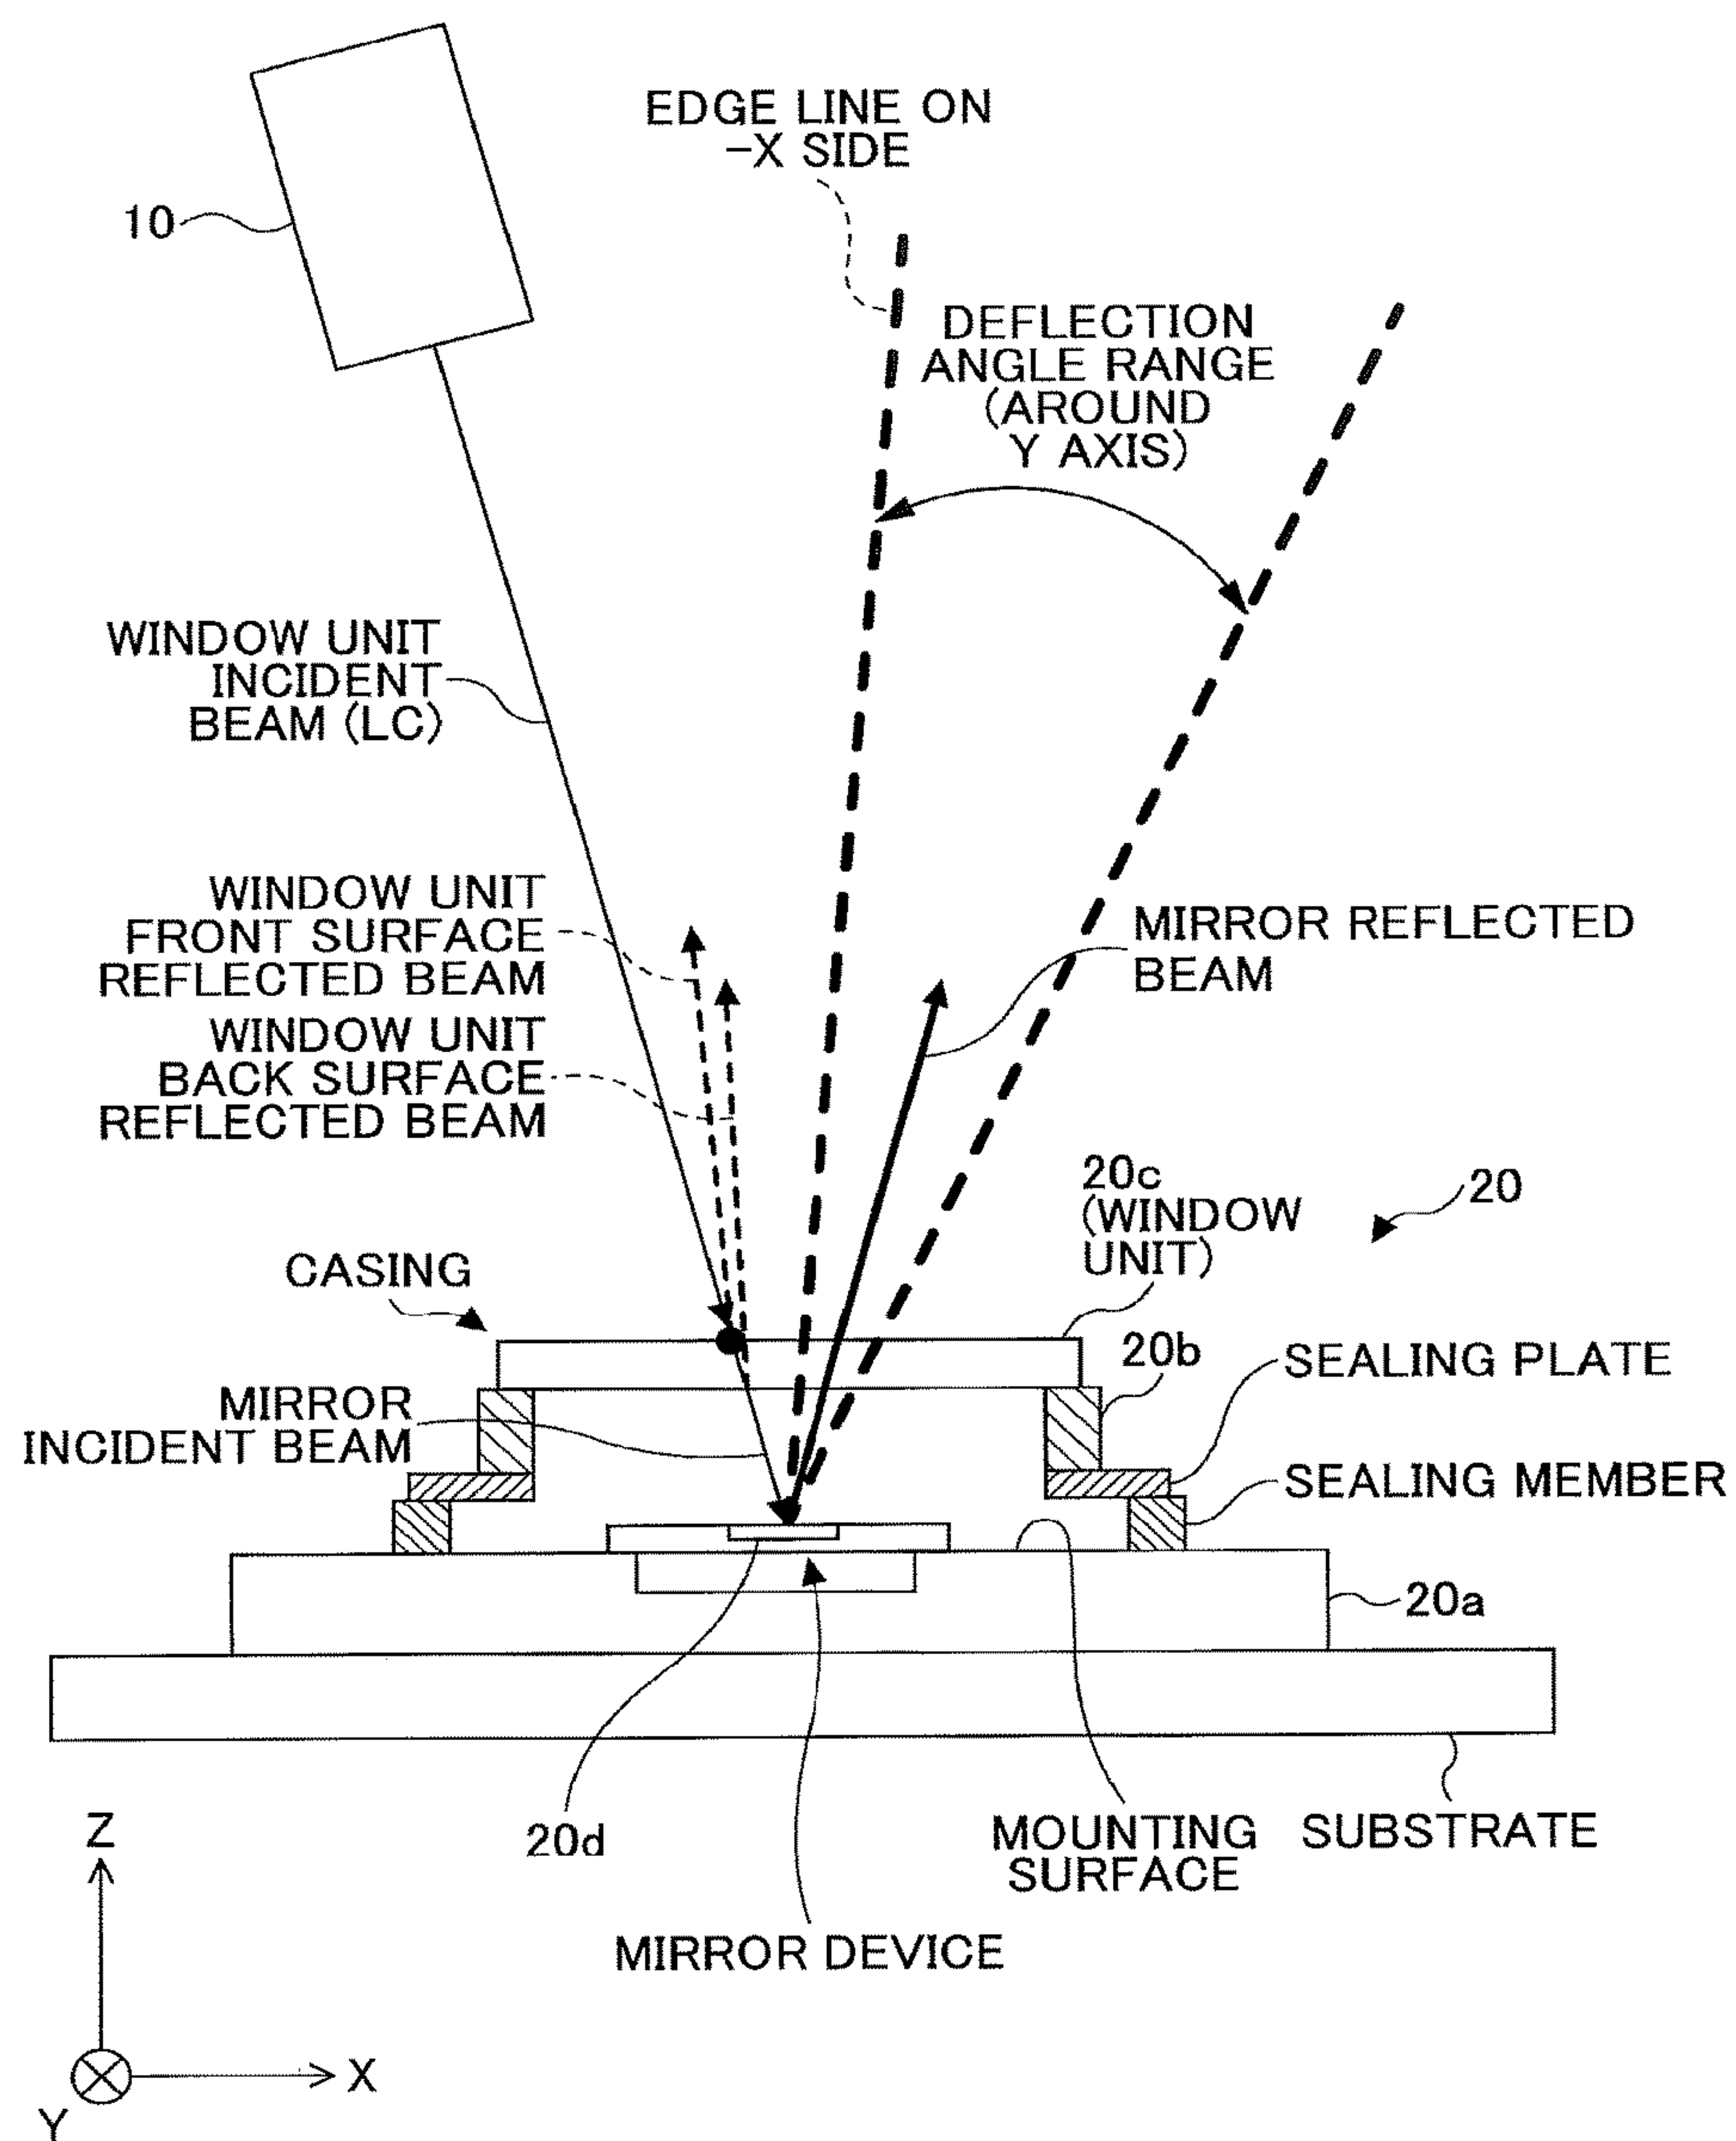 EDGE LINE ON
-X SIDE
10
DEFLECTION
ANGLE RANGE
(AROUND
Y AXIS)
WINDOW UNIT
INCIDENT
BEAM (LC)
WINDOW UNIT
FRONT SURFACE
REFLECTED BEAM
MIRROR REFLECTED
BEAM
WINDOW UNIT
BACK SURFACE
REFLECTED BEAM
20c
(WINDOW
UNIT)
20
CASING
20b
SEALING PLATE
MIRROR
INCIDENT BEAM
SEALING MEMBER
20a
20d
MOUNTING
SURFACE
SUBSTRATE
MIRROR DEVICE
Z
X
Y